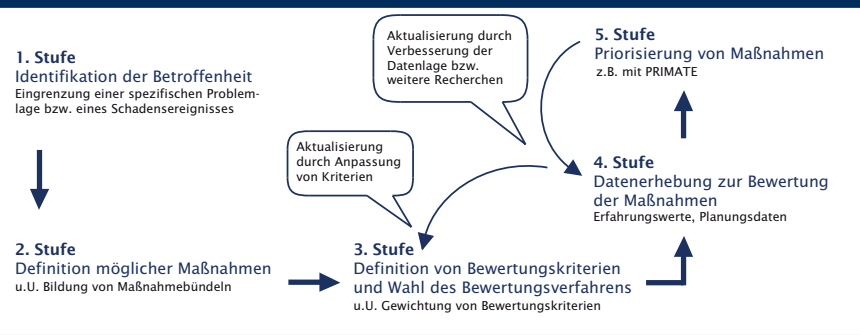 1. Stufe
Identifikation der Betroffenheit
Eingrenzung einer spezifischen Problem-
lage bzw. eines Schadensereignisses
2. Stufe
Definition möglicher Maßnahmen
u.U. Bildung von Maßnahmebündeln
Aktualisierung
durch Anpassung
von Kriterien
3. Stufe
Definition von Bewertungskriterien
und Wahl des Bewertungsverfahrens
u.U. Gewichtung von Bewertungskriterien
Aktualisierung durch
Verbesserung der
Datenlage bzw.
weitere Recherchen
4. Stufe
Datenerhebung zur Bewertung
der Maßnahmen
Erfahrungswerte, Planungsdaten
5. Stufe
Priorisierung von Maßnahmen
z.B. mit PRIMATE